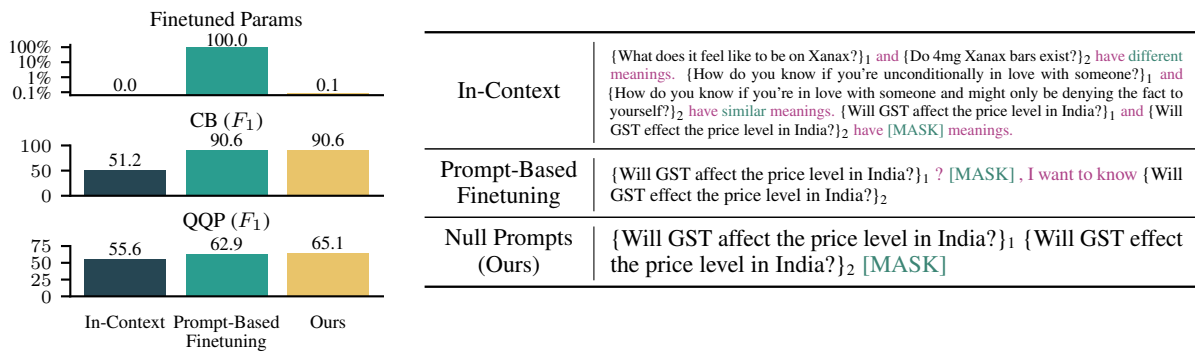 Finetuned Params
100%
10%
1%
0.1%
0.0
100.0
0.1
CB (F₁)
100
50
0
51.2
90.6
90.6
QQP (F₁)
75
50
25
0
55.6
62.9
65.1
In-Context
Prompt-Based
Finetuning
Ours
In-Context
{What does it feel like to be on Xanax?}₁ and {Do 4mg Xanax bars exist?}₂ have different
meanings. {How do you know if you're unconditionally in love with someone?}₁ and
{How do you know if you're in love with someone and might only be denying the fact to
yourself?}₂ have similar meanings. {Will GST affect the price level in India?}₁ and {Will
GST effect the price level in India?}₂ have [MASK] meanings.
Prompt-Based
Finetuning
{Will GST affect the price level in India?}₁ ? [MASK] , I want to know {Will
GST effect the price level in India?}₂
Null Prompts
(Ours)
{Will GST affect the price level in India?}₁ {Will GST effect
the price level in India?}₂ [MASK]